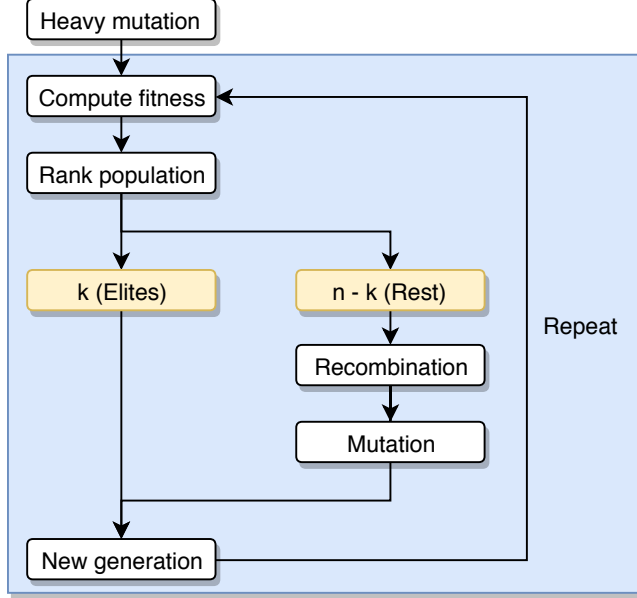 Heavy mutation
Compute fitness
Rank population
k (Elites)
n - k (Rest)
Repeat
Recombination
Mutation
New generation